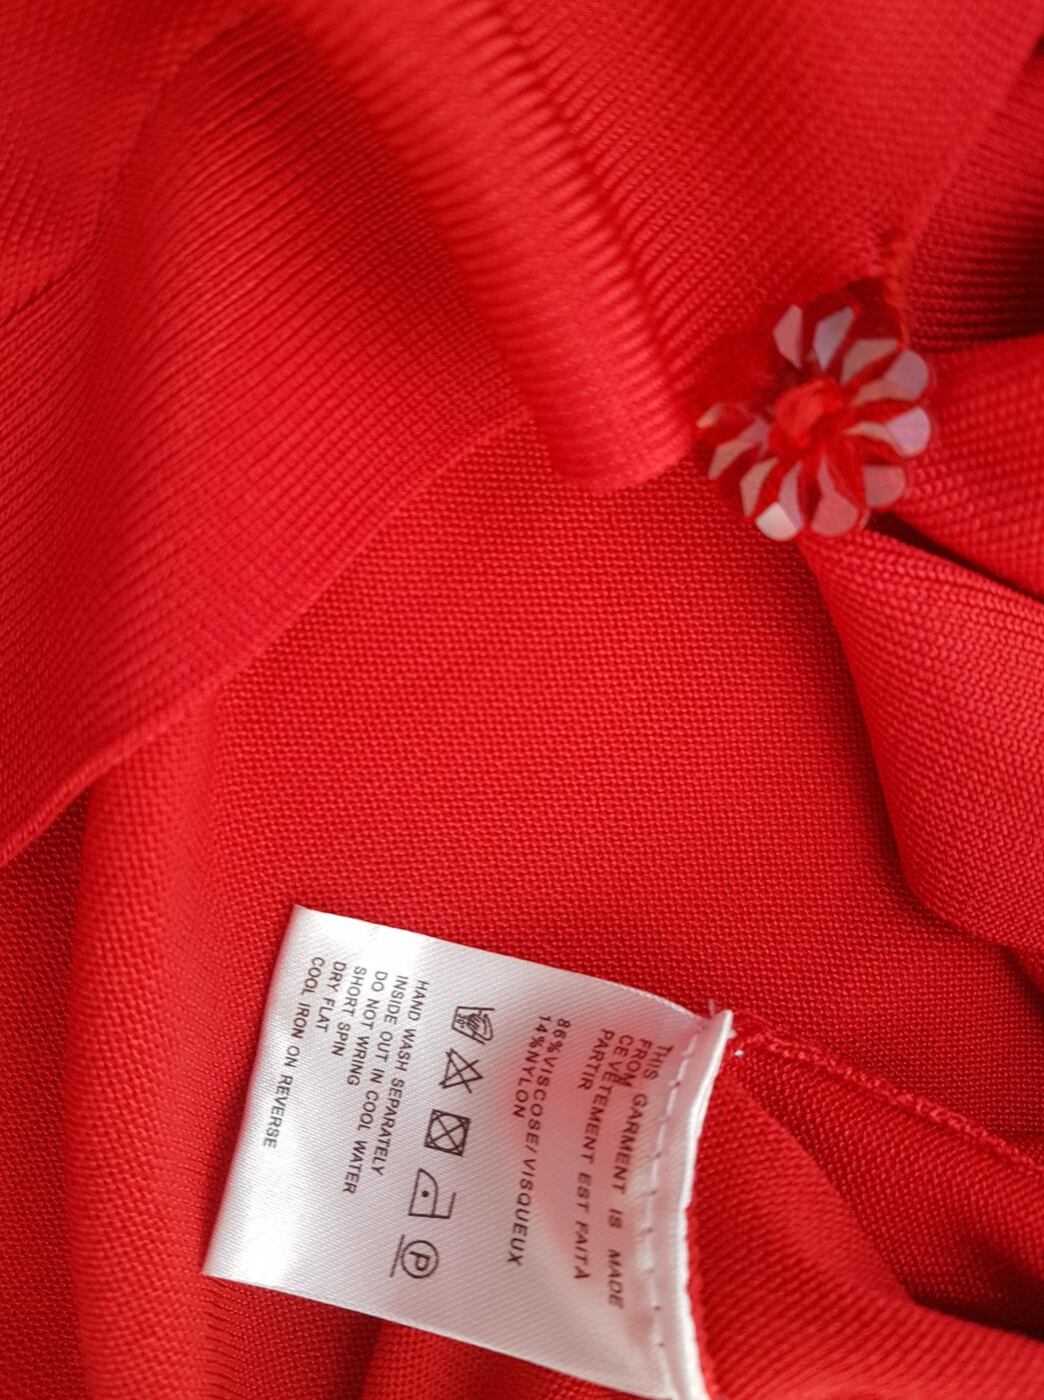 THIS GARMENT IS MADE
FROM
CE VÊTEMENT EST FAIT À
PARTIR
86%VISCOSE/VISQUEUX
14%NYLON
P
HAND WASH SEPARATELY
INSIDE OUT IN COOL WATER
DO NOT WRING
SHORT SPIN
DRY FLAT
COOL IRON ON REVERSE